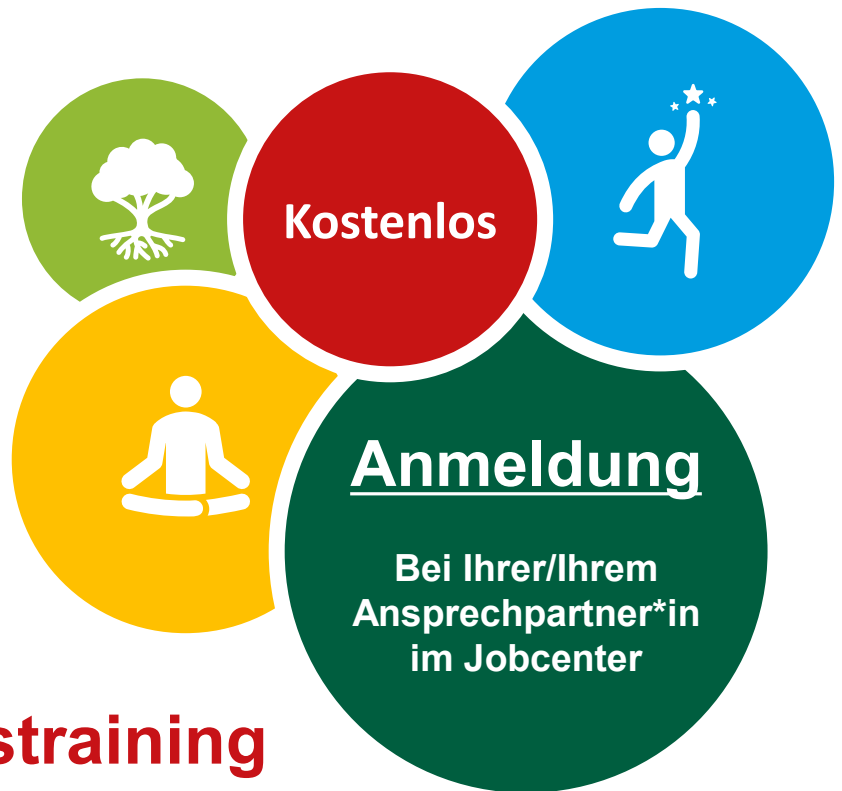 Kostenlos
Anmeldung
Bei Ihrer/Ihrem
Ansprechpartner*in
im Jobcenter
straining